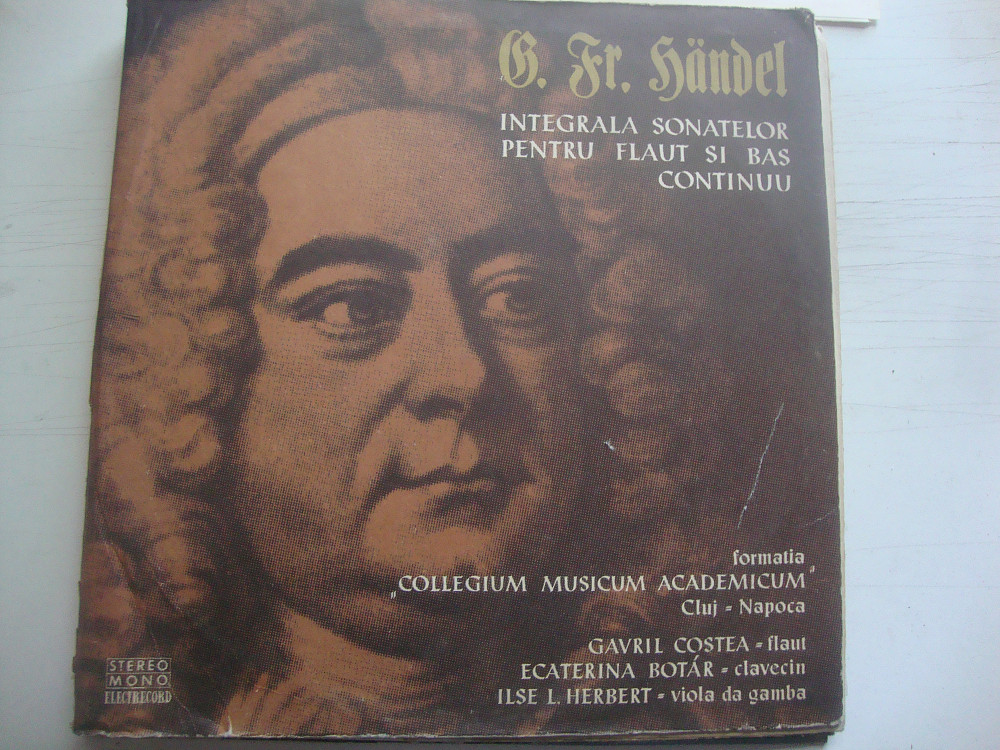 G. Fr. Händel
INTEGRALA SONATELOR
PENTRU FLAUT SI BAS
CONTINUU
formatia
„COLLEGIUM MUSICUM ACADEMICUM"
Cluj - Napoca
GAVRIL COSTEA - flaut
ECATERINA BOTÁR - clavecin
ILSE L. HERBERT - viola da gamba
STEREO
MONO
ELECTRECORD